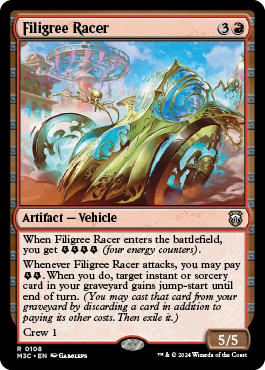 Filigree Racer 3
Artifact — Vehicle
When Filigree Racer enters the battlefield,
you get (four energy counters).
Whenever Filigree Racer attacks, you may pay
. When you do, target instant or sorcery
card in your graveyard gains jump-start until
end of turn. (You may cast that card from your
graveyard by discarding a card in addition to
paying its other costs. Then exile it.)
Crew 1
5/5
R 0108
M3C • EN GABOLEPS
™ & © 2024 Wizards of the Coast